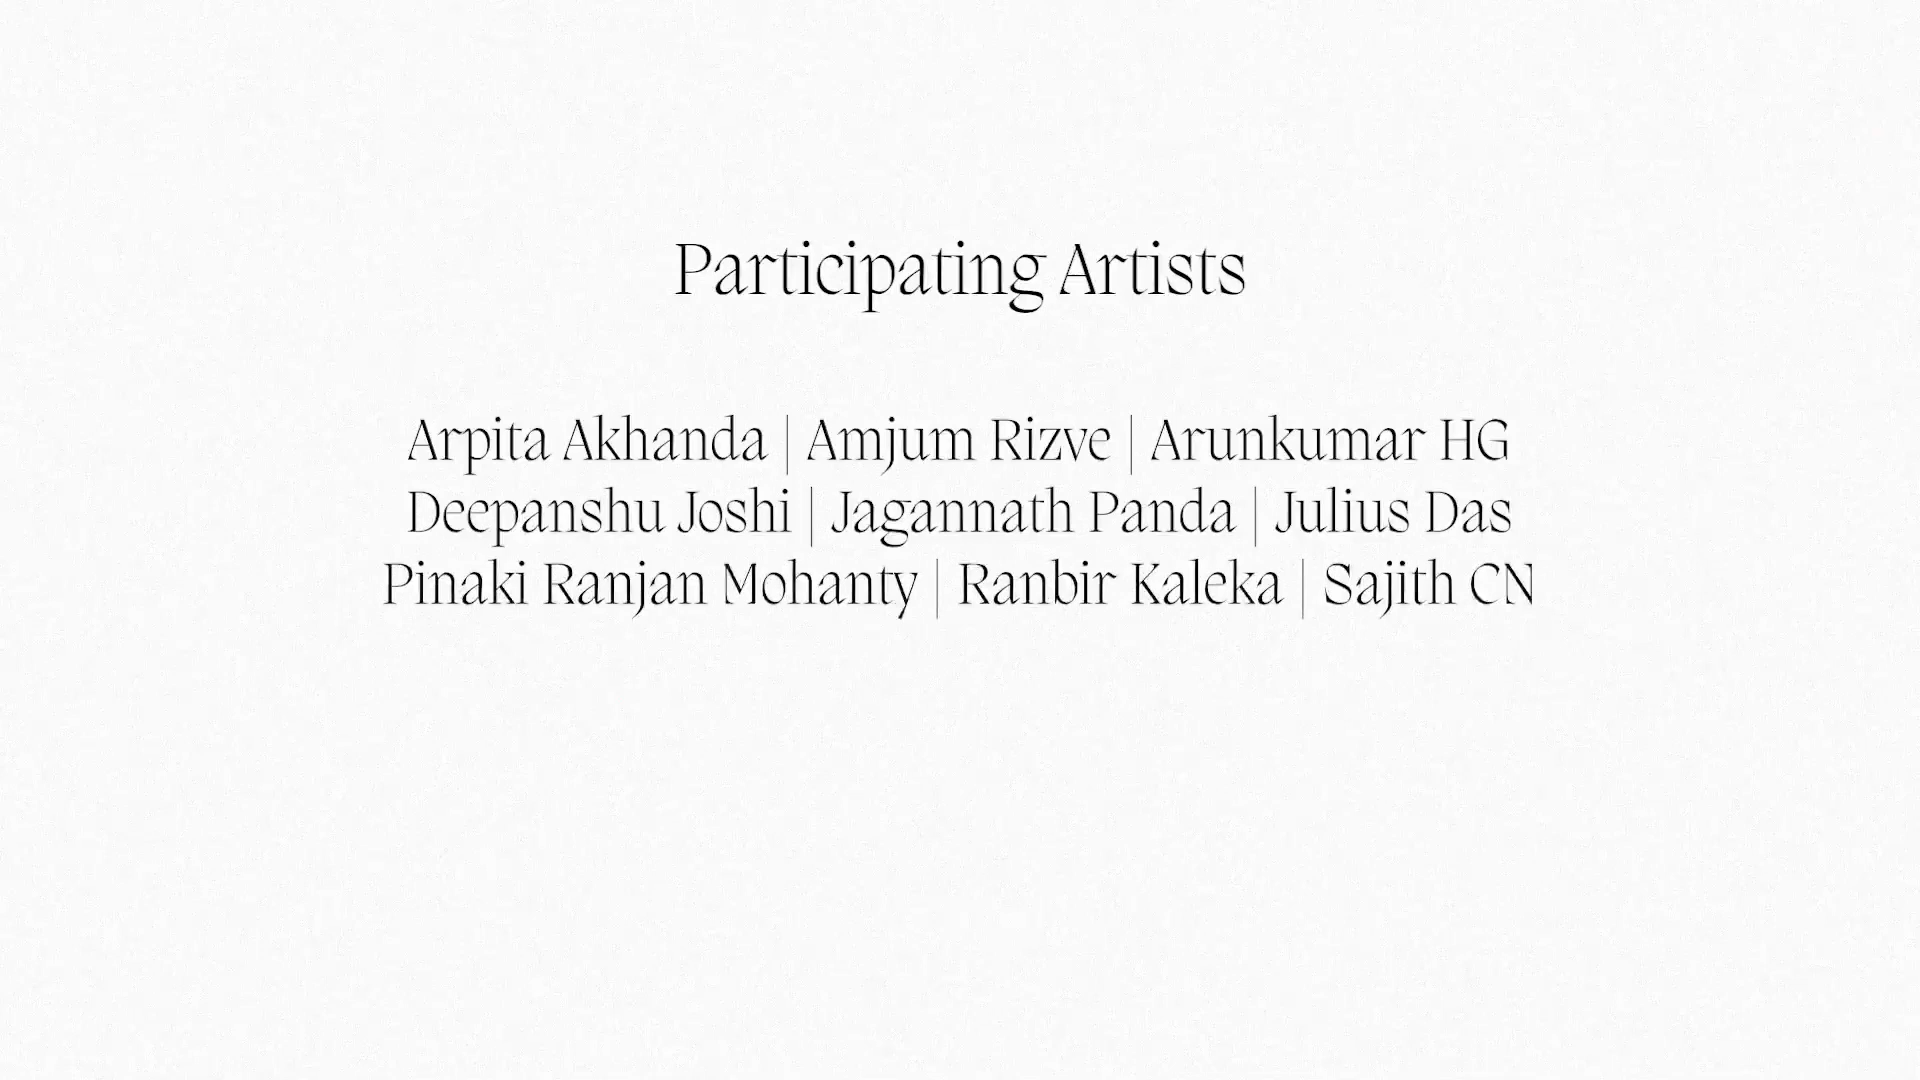 Participating Artists
Arpita Akhanda | Amjum Rizve | Arunkumar HG
Deepanshu Joshi | Jagannath Panda | Julius Das
Pinaki Ranjan Mohanty | Ranbir Kaleka | Sajith CN